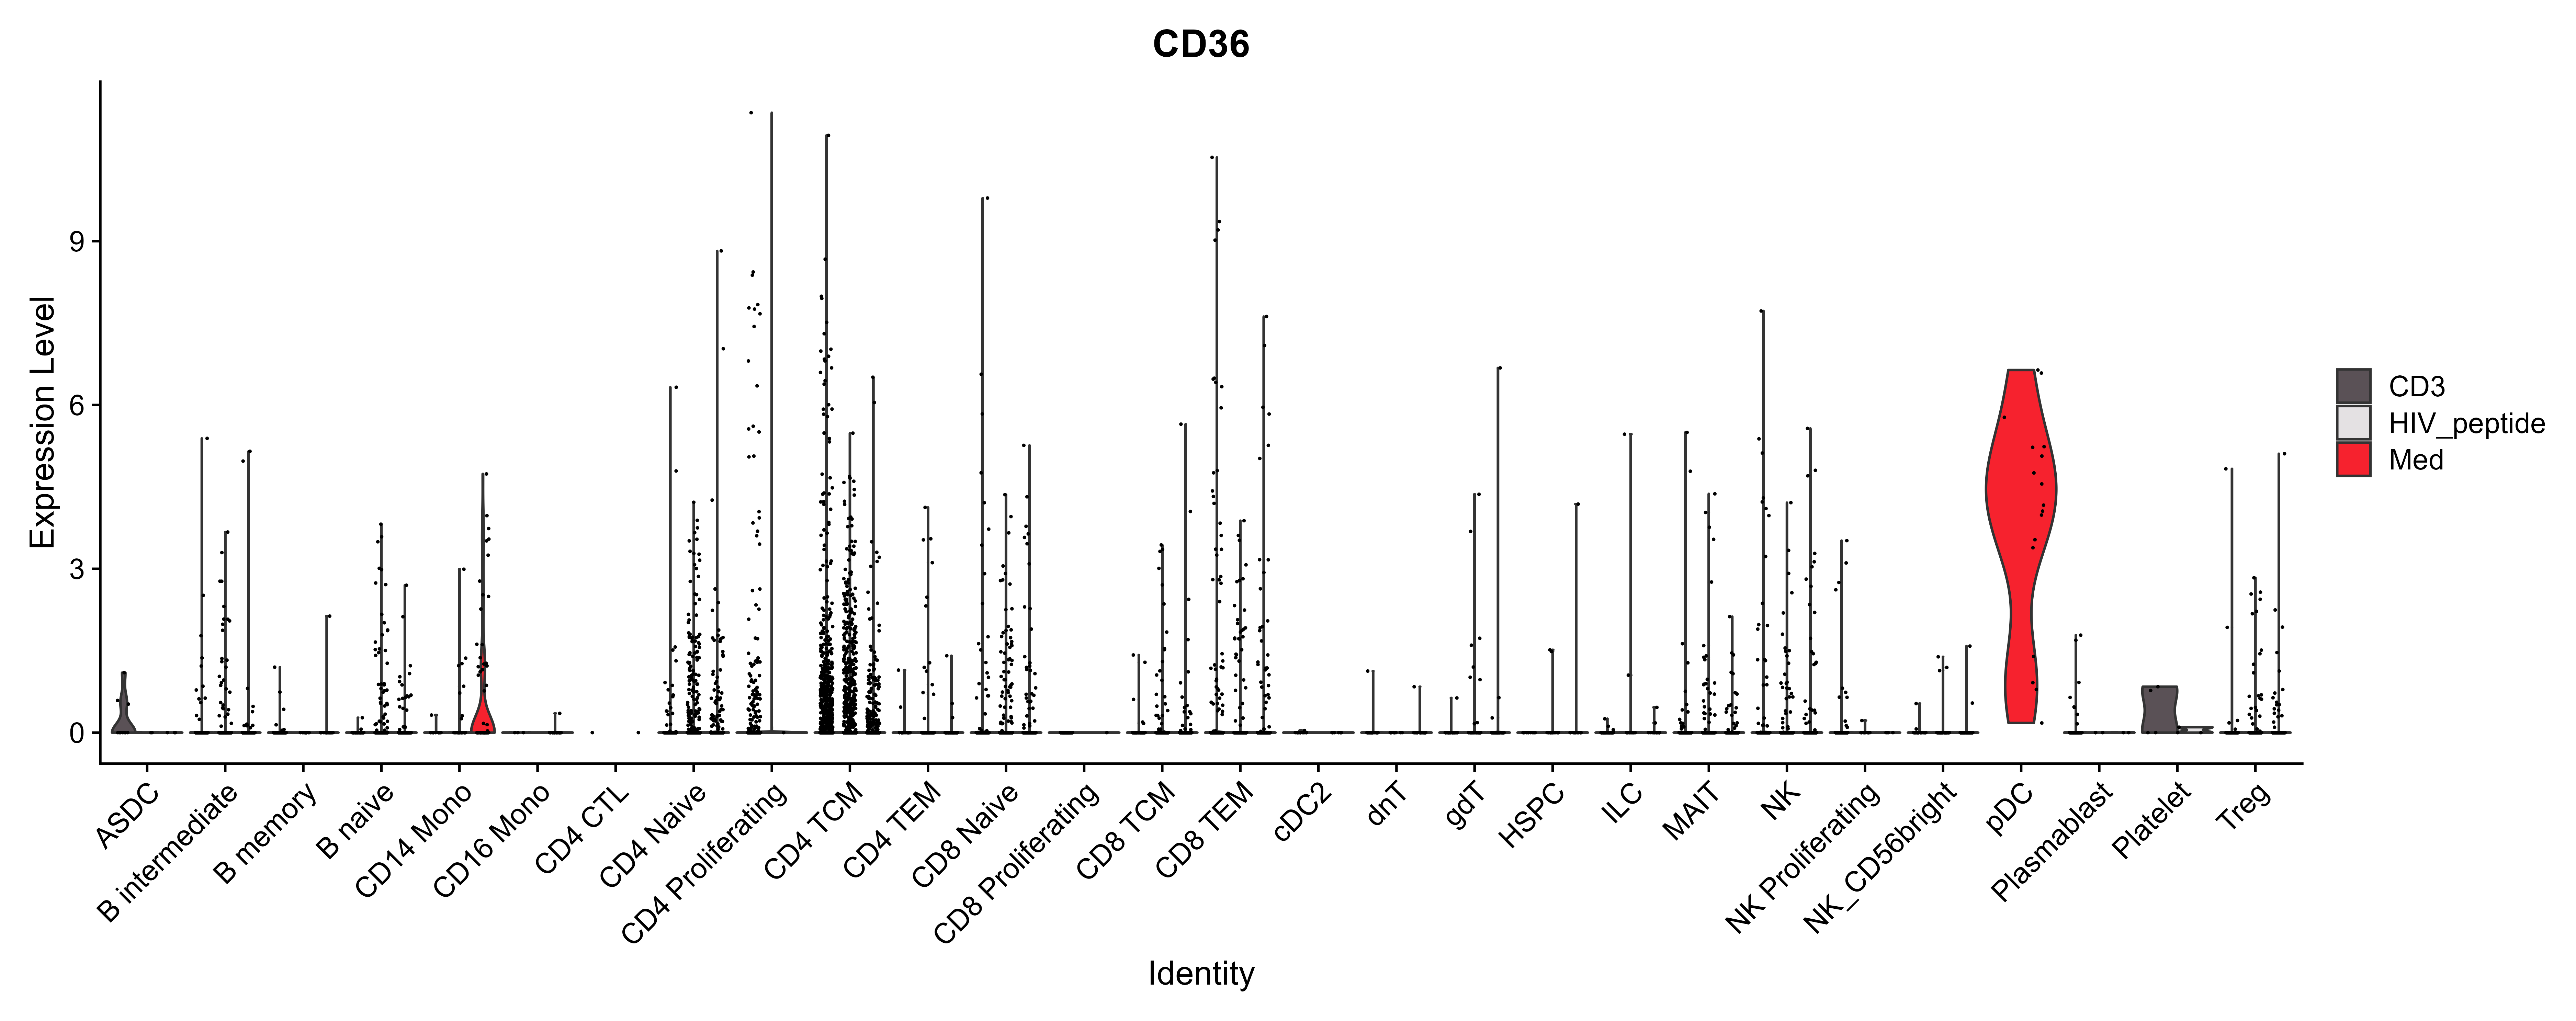 CD36
Expression Level
9
6
3
0
ASDC
B intermediate
B memory
B naive
CD14 Mono
CD16 Mono
CD4 CTL
CD4 Naive
CD4 Proliferating
CD4 TCM
CD4 TEM
CD8 Naive
CD8 Proliferating
CD8 TCM
CD8 TEM
cDC2
dnT
gdT
HSPC
ILC
MAIT
NK
NK Proliferating
NK_CD56bright
pDC
Plasmablast
Platelet
Treg
Identity
CD3
HIV_peptide
Med